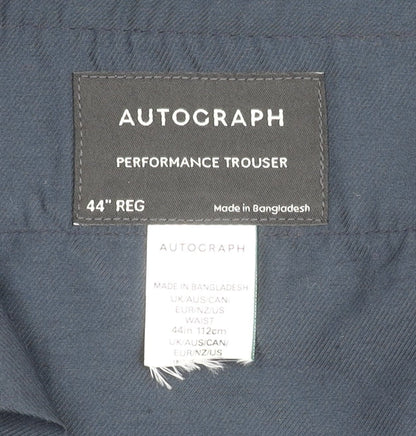 AUTOGRAPH
PERFORMANCE TROUSER
44" REG Made in Bangladesh
AUTOGRAPH
MADE IN BANGLADESH
UK/AUS/CAN
EUR/NZ/US
WAIST
44in 112cm
UK/AUS/CAN/
EUR/NZ/US